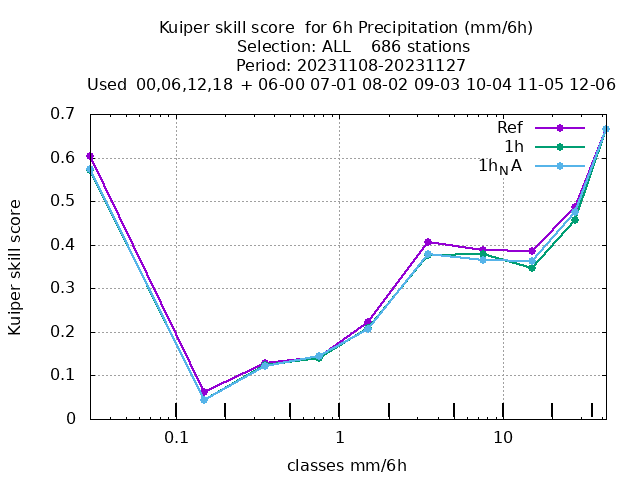 Kuiper skill score  for 6h Precipitation (mm/6h)
Selection: ALL    686 stations
Period: 20231108-20231127
Used  00,06,12,18  + 06-00 07-01 08-02 09-03 10-04 11-05 12-06
Kuiper skill score
0.7
0.6
0.5
0.4
0.3
0.2
0.1
0
Ref
1h
1h_NA
0.1
1
10
classes mm/6h